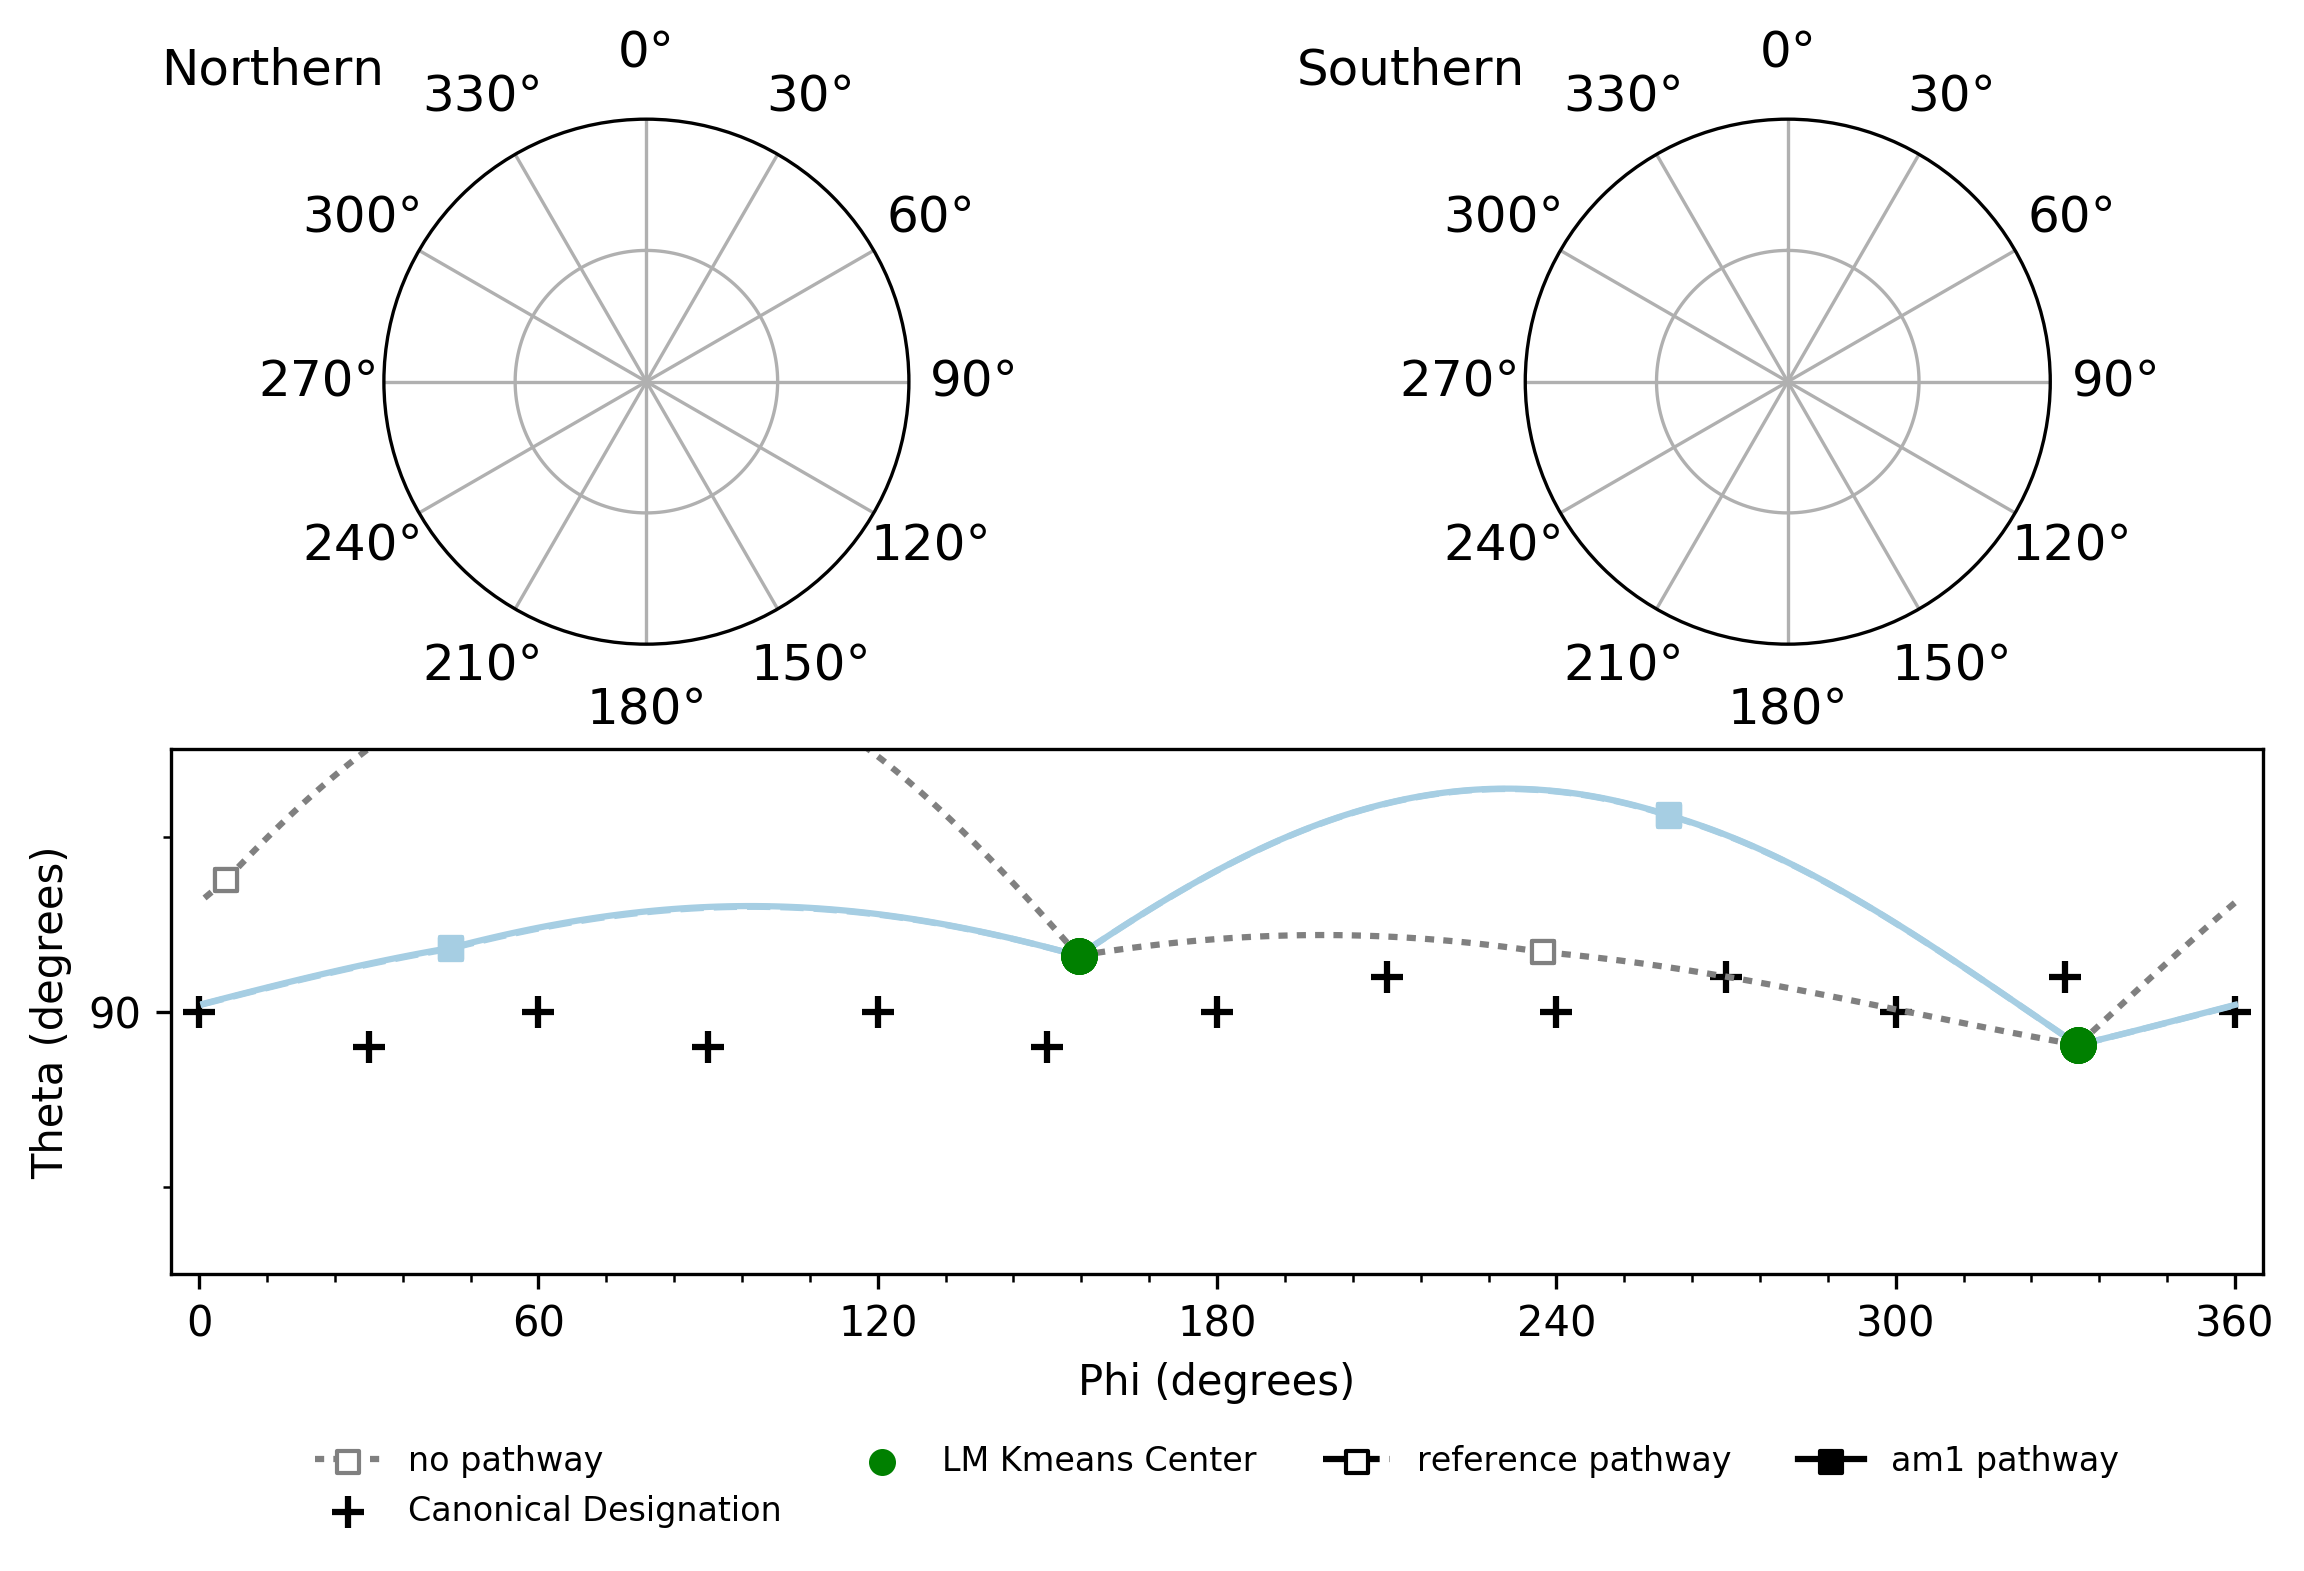 Northern
0°
30°
60°
90°
120°
150°
180°
210°
240°
270°
300°
330°
Southern
0°
30°
60°
90°
120°
150°
180°
210°
240°
270°
300°
330°
Theta (degrees)
90
0 60 120 180 240 300 360
Phi (degrees)
no pathway
Canonical Designation
LM Kmeans Center
reference pathway
am1 pathway